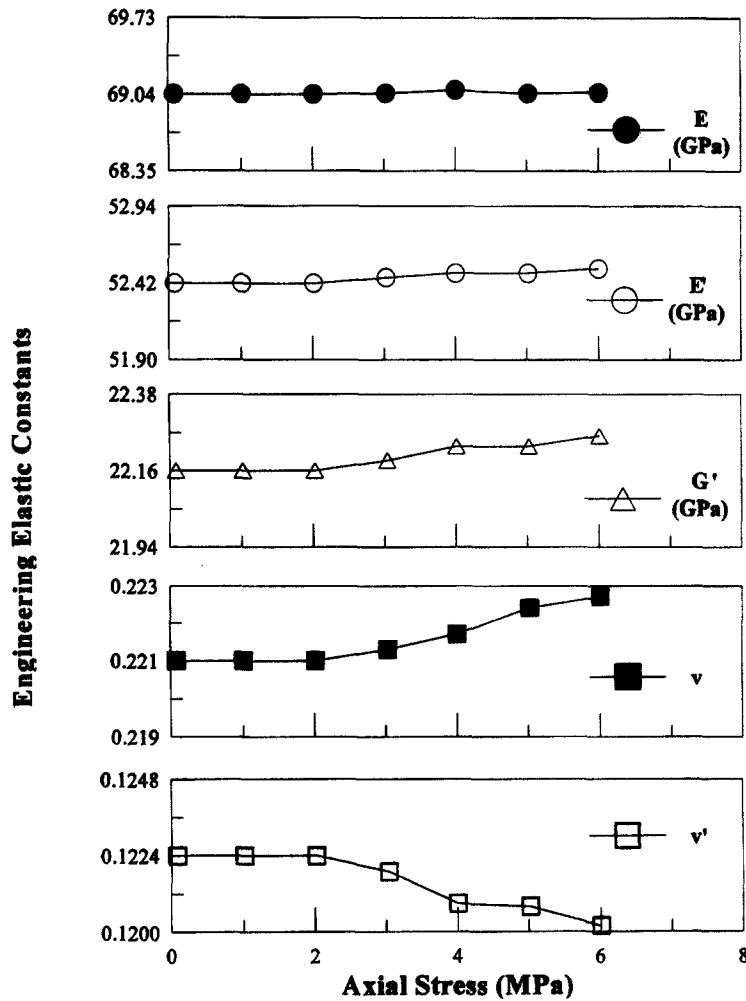 69.73
69.04
68.35
E
(GPa)
52.94
52.42
51.90
E'
(GPa)
22.38
22.16
21.94
G'
(GPa)
0.223
0.221
0.219
v
0.1248
0.1224
0.1200
v'
0 2 4 6 8
Axial Stress (MPa)
Engineering Elastic Constants